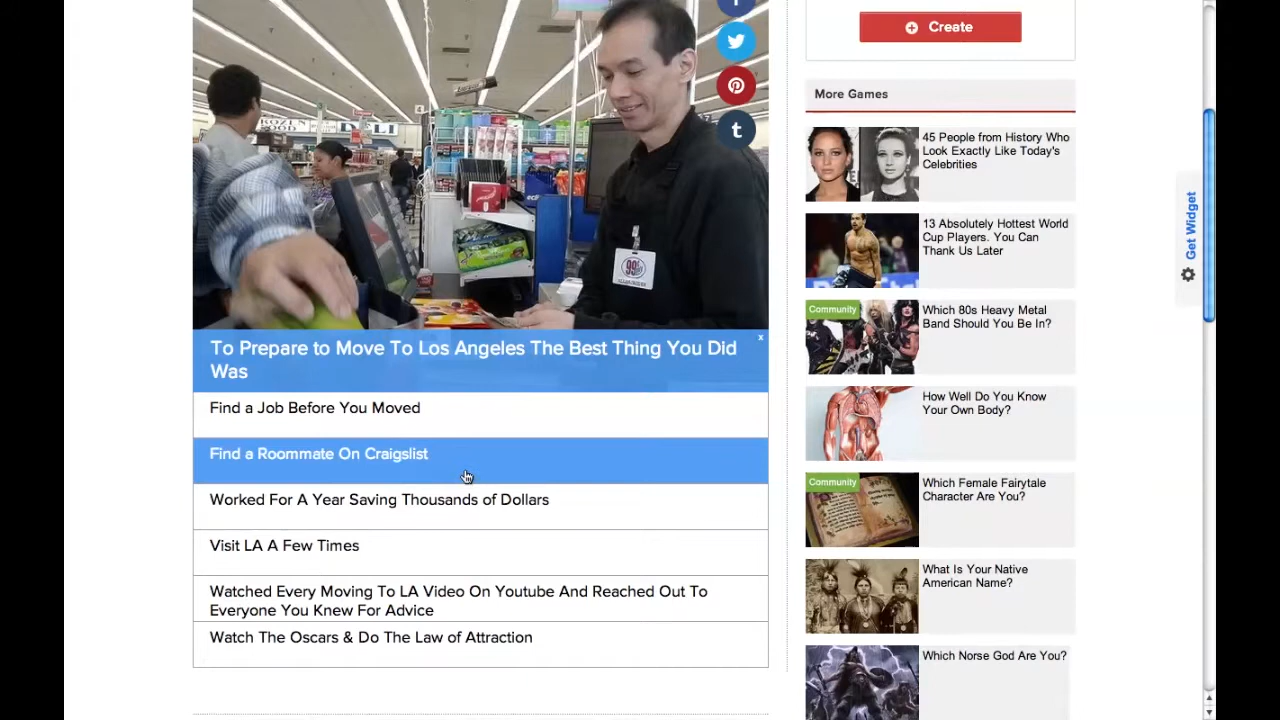 Create
More Games
45 People from History Who
Look Exactly Like Today's
Celebrities
13 Absolutely Hottest World
Cup Players. You Can
Thank Us Later
Community
Which 80s Heavy Metal
Band Should You Be In?
How Well Do You Know
Your Own Body?
Community
Which Female Fairytale
Character Are You?
What Is Your Native
American Name?
Which Norse God Are You?
Get Widget
FROZEN
FOOD
DELI
99
To Prepare to Move To Los Angeles The Best Thing You Did
Was
x
Find a Job Before You Moved
Find a Roommate On Craigslist
Worked For A Year Saving Thousands of Dollars
Visit LA A Few Times
Watched Every Moving To LA Video On Youtube And Reached Out To
Everyone You Knew For Advice
Watch The Oscars & Do The Law of Attraction